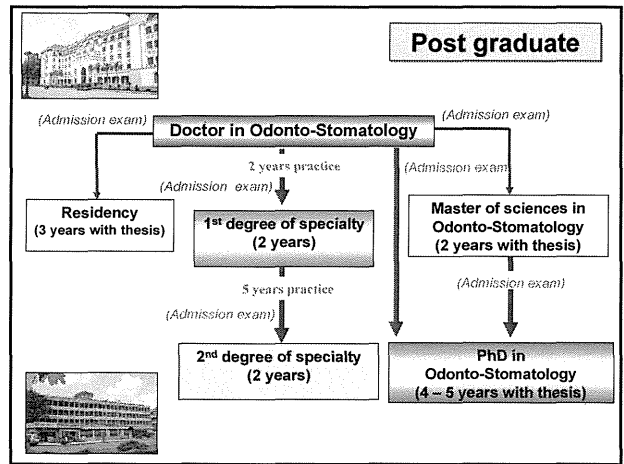 Post graduate
(Admission exam)
Doctor in Odonto-Stomatology
(Admission exam)
2 years practice
(Admission exam)
(Admission exam)
Residency
(3 years with thesis)
1st degree of specialty
(2 years)
Master of sciences in
Odonto-Stomatology
(2 years with thesis)
5 years practice
(Admission exam)
(Admission exam)
2nd degree of specialty
(2 years)
PhD in
Odonto-Stomatology
(4 – 5 years with thesis)